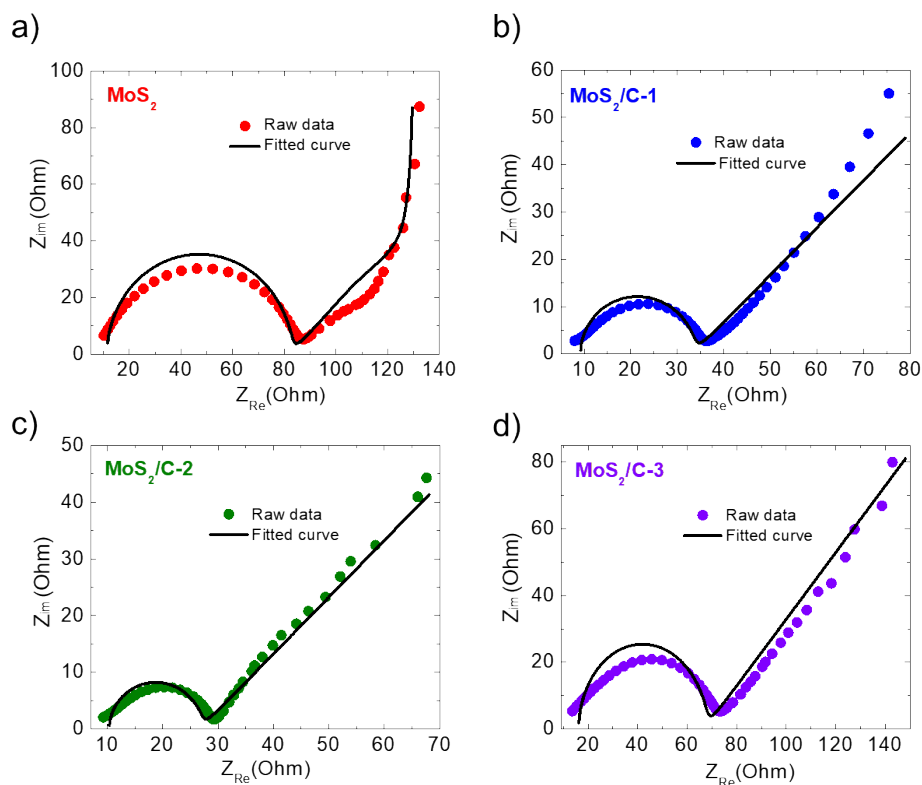 a)
MoS2
Raw data
Fitted curve
Zim(Ohm)
100
80
60
40
20
0
20 40 60 80 100 120 140
ZRe(Ohm)
b)
MoS2/C-1
Raw data
Fitted curve
Zim (Ohm)
60
50
40
30
20
10
0
10 20 30 40 50 60 70 80
ZRe(Ohm)
c)
MoS2/C-2
Raw data
Fitted curve
Zim (Ohm)
50
40
30
20
10
0
10 20 30 40 50 60 70
ZRe(Ohm)
d)
MoS2/C-3
Raw data
Fitted curve
Zim (Ohm)
80
60
40
20
0
20 40 60 80 100 120 140
ZRe(Ohm)